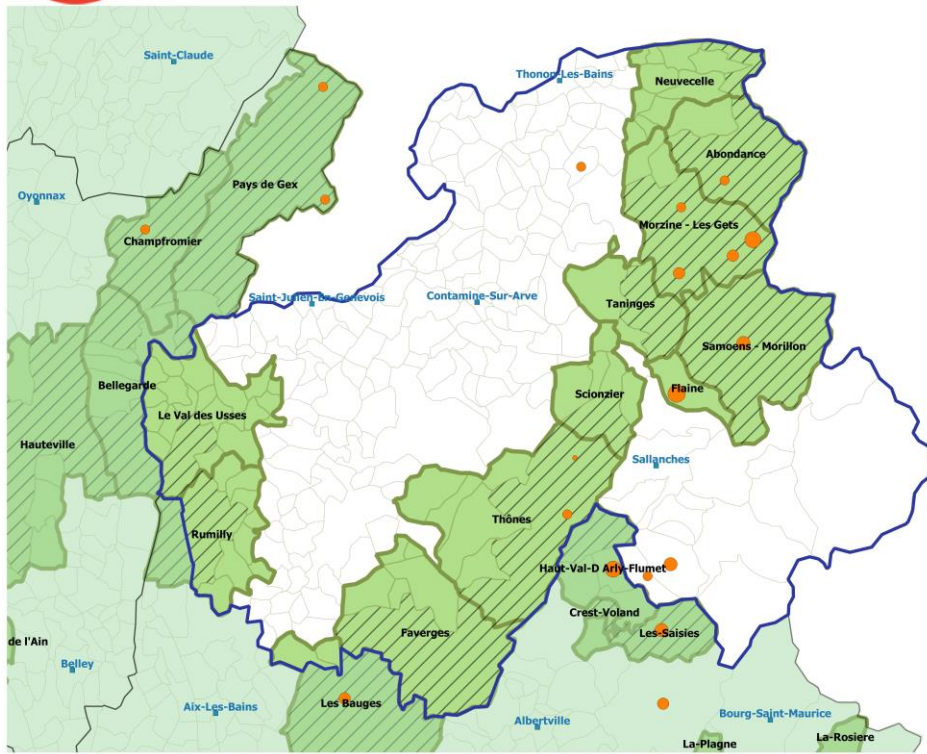 Saint-Claude
Thonon-Les-Bains
Neuvecelle
Abondance
Pays de Gex
Oyonnax
Morzine - Les Gets
Champfromier
Saint-Julien-En-Genevois
Contamine-Sur-Arve
Taninges
Samoens - Morillon
Bellegarde
Flaine
Scionzier
Le Val des Usses
Hauteville
Sallanches
Thônes
Rumilly
Haut-Val-D Arly-Flumet
Crest-Voland
Faverges
Les-Saisies
de l'Ain
Belley
Les Bauges
Aix-Les-Bains
Albertville
Bourg-Saint-Maurice
La-Rosiere
La-Plagne